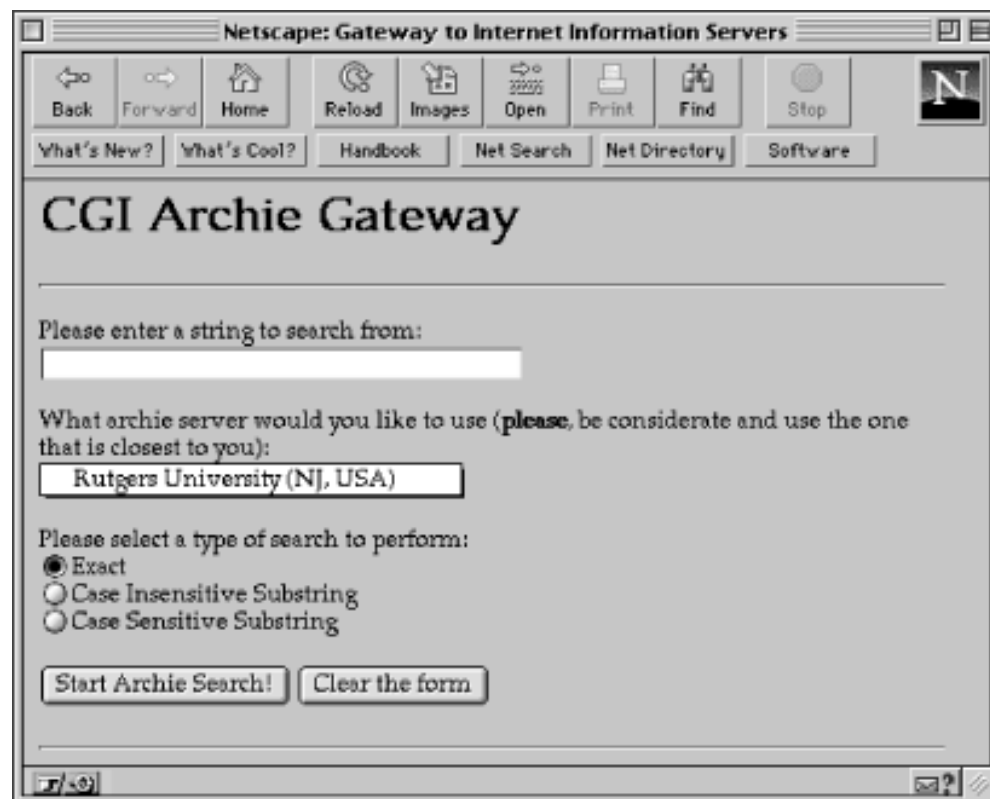 Netscape: Gateway to Internet Information Servers
Back Forward Home Reload Images Open Print Find Stop N
What's New? What's Cool? Handbook Net Search Net Directory Software
CGI Archie Gateway
Please enter a string to search from:
What archie server would you like to use (please, be considerate and use the one
that is closest to you):
Rutgers University (NJ, USA)
Please select a type of search to perform:
Exact
Case Insensitive Substring
Case Sensitive Substring
Start Archie Search! Clear the form
?